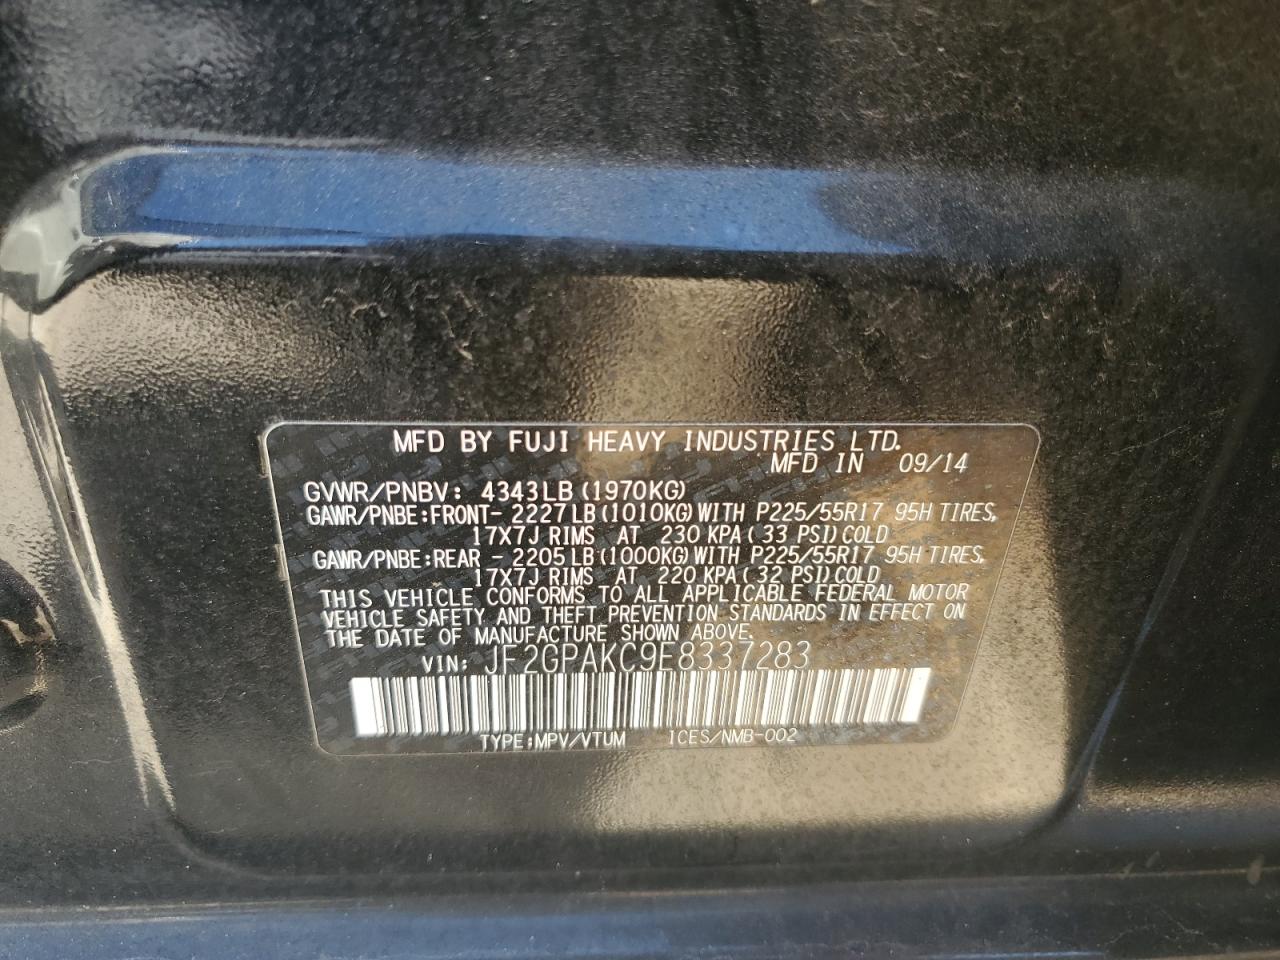 MFD BY FUJI HEAVY INDUSTRIES LTD.
MFD IN 09/14
GVWR/PNBV: 4343LB(1970KG)
GAWR/PNBE:FRONT- 2227LB(1010KG)WITH P225/55R17 95H TIRES,
17X7J RIMS AT 230 KPA(33 PSI)COLD
GAWR/PNBE:REAR - 2205LB(1000KG)WITH P225/55R17 95H TIRES,
17X7J RIMS AT 220 KPA(32 PSI)COLD
THIS VEHICLE CONFORMS TO ALL APPLICABLE FEDERAL MOTOR
VEHICLE SAFETY AND THEFT PREVENTION STANDARDS IN EFFECT ON
THE DATE OF MANUFACTURE SHOWN ABOVE.
VIN: JF2GPAKC9E8337283
TYPE:MPV/VTUM ICES/NMB-002